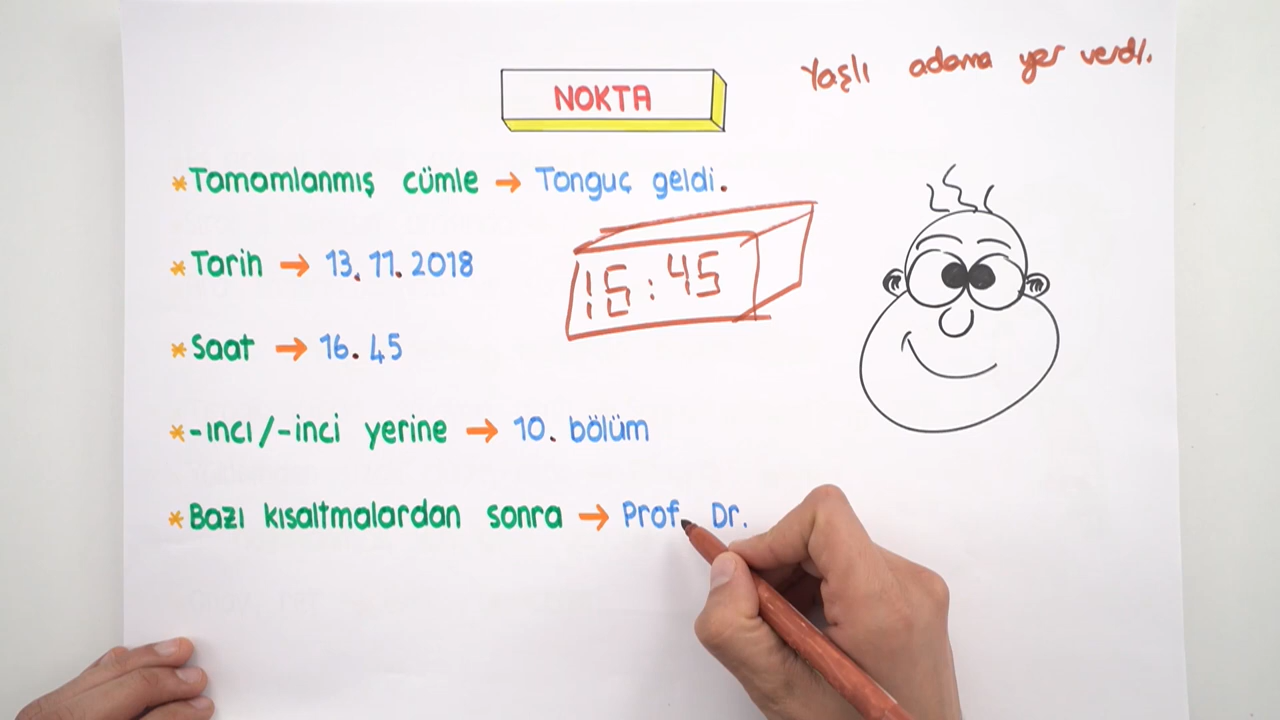 NOKTA
Yaşlı adama yer verdi.
*Tamamlanmış cümle → Tonguç geldi.
*Tarih → 13.11.2018
15:45
*Saat → 16.45
*-ıncı/-inci yerine → 10. bölüm
*Bazı kısaltmalardan sonra → Prof. Dr.